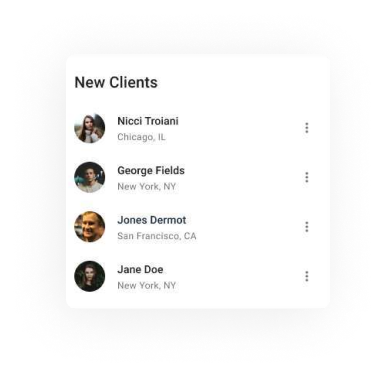 New Clients
Nicci Troiani
Chicago, IL
George Fields
New York, NY
Jones Dermot
San Francisco, CA
Jane Doe
New York, NY